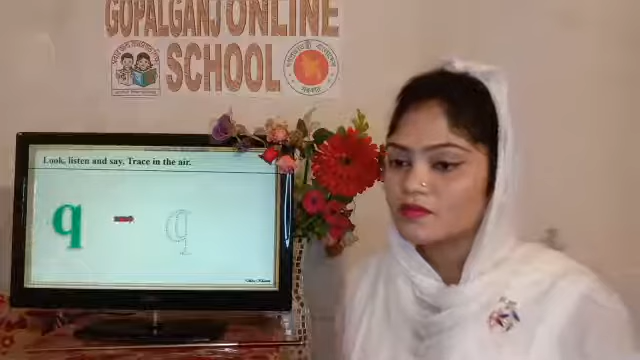 GOPALGANJ ONLINE
SCHOOL
Look, listen and say. Trace in the air.
q
q